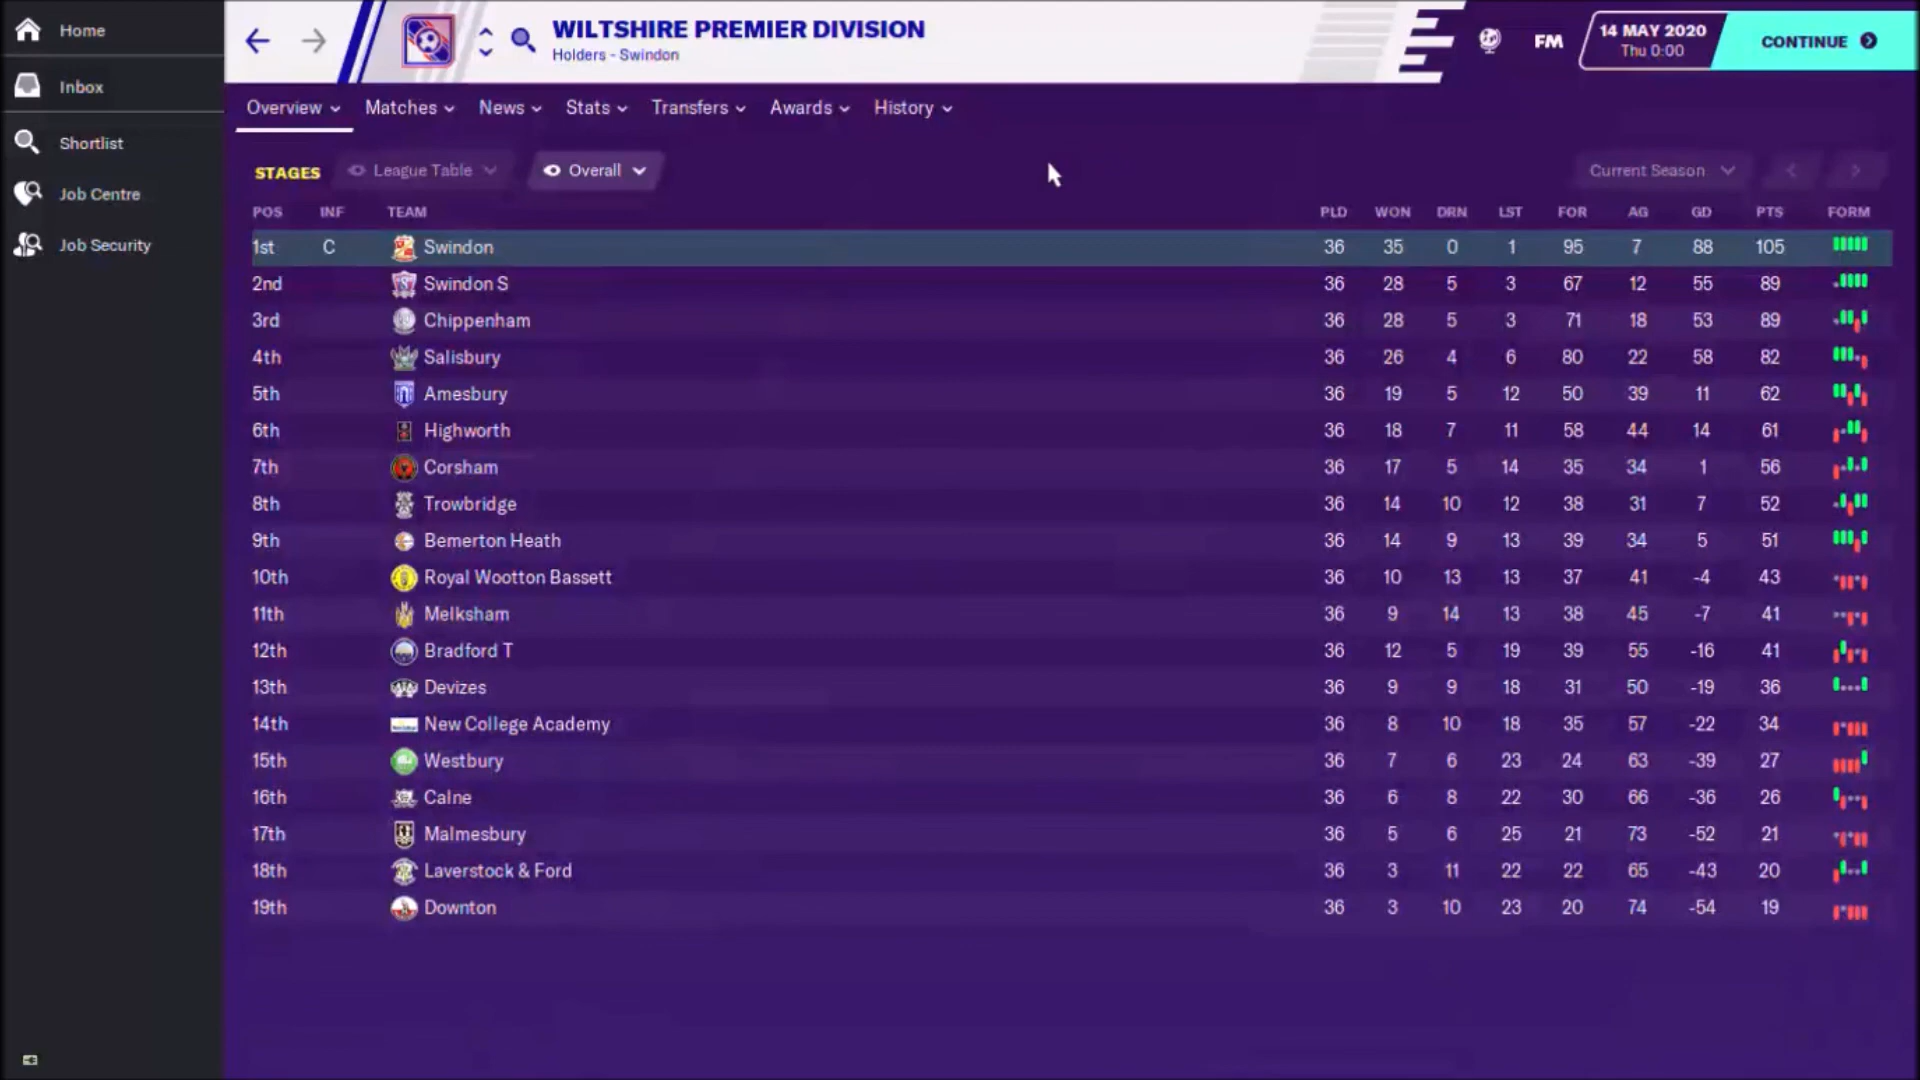 Home
Inbox
Shortlist
Job Centre
Job Security
WILTSHIRE PREMIER DIVISION
Holders - Swindon
FM
14 MAY 2020
Thu 0:00
CONTINUE
Overview Matches News Stats Transfers Awards History
STAGES League Table Overall Current Season
POS INF TEAM PLD WON DRN LST FOR AG GD PTS FORM
1st C Swindon 36 35 0 1 95 7 88 105
2nd Swindon S 36 28 5 3 67 12 55 89
3rd Chippenham 36 28 5 3 71 18 53 89
4th Salisbury 36 26 4 6 80 22 58 82
5th Amesbury 36 19 5 12 50 39 11 62
6th Highworth 36 18 7 11 58 44 14 61
7th Corsham 36 17 5 14 35 34 1 56
8th Trowbridge 36 14 10 12 38 31 7 52
9th Bemerton Heath 36 14 9 13 39 34 5 51
10th Royal Wootton Bassett 36 10 13 13 37 41 -4 43
11th Melksham 36 9 14 13 38 45 -7 41
12th Bradford T 36 12 5 19 39 55 -16 41
13th Devizes 36 9 9 18 31 50 -19 36
14th New College Academy 36 8 10 18 35 57 -22 34
15th Westbury 36 7 6 23 24 63 -39 27
16th Calne 36 6 8 22 30 66 -36 26
17th Malmesbury 36 5 6 25 21 73 -52 21
18th Laverstock & Ford 36 3 11 22 22 65 -43 20
19th Downton 36 3 10 23 20 74 -54 19